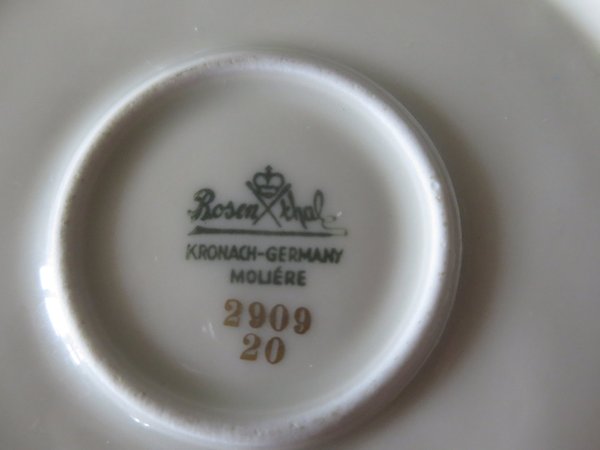 Rosenthal
KRONACH-GERMANY
MOLIÉRE
2909
20